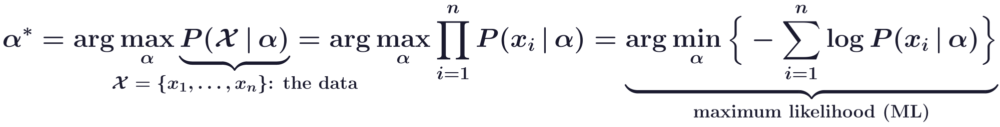 α* = arg max_α P(𝒳 | α) = arg max_α ∏_{i=1}^{n} P(x_i | α) = arg min_α { − ∑_{i=1}^{n} log P(x_i | α) }
𝒳 = {x_1, …, x_n}: the data
maximum likelihood (ML)